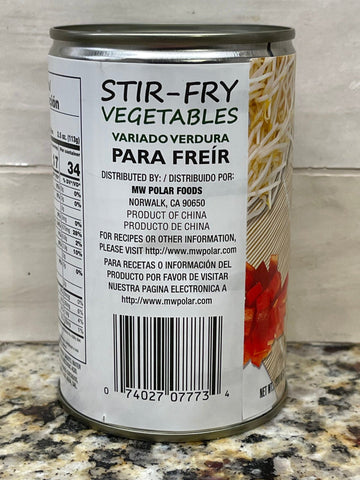 STIR-FRY
VEGETABLES
VARIADO VERDURA
PARA FREÍR
DISTRIBUTED BY: / DISTRIBUIDO POR:
MW POLAR FOODS
NORWALK, CA 90650
PRODUCT OF CHINA
PRODUCTO DE CHINA
FOR RECIPES OR OTHER INFORMATION,
PLEASE VISIT http://www.mwpolar.com
PARA RECETAS O INFORMACIÓN DEL
PRODUCTO POR FAVOR DE VISITAR
NUESTRA PAGINA ELECTRONICA A
http://www.mwpolar.com
0 74027 07773 4
34
NET